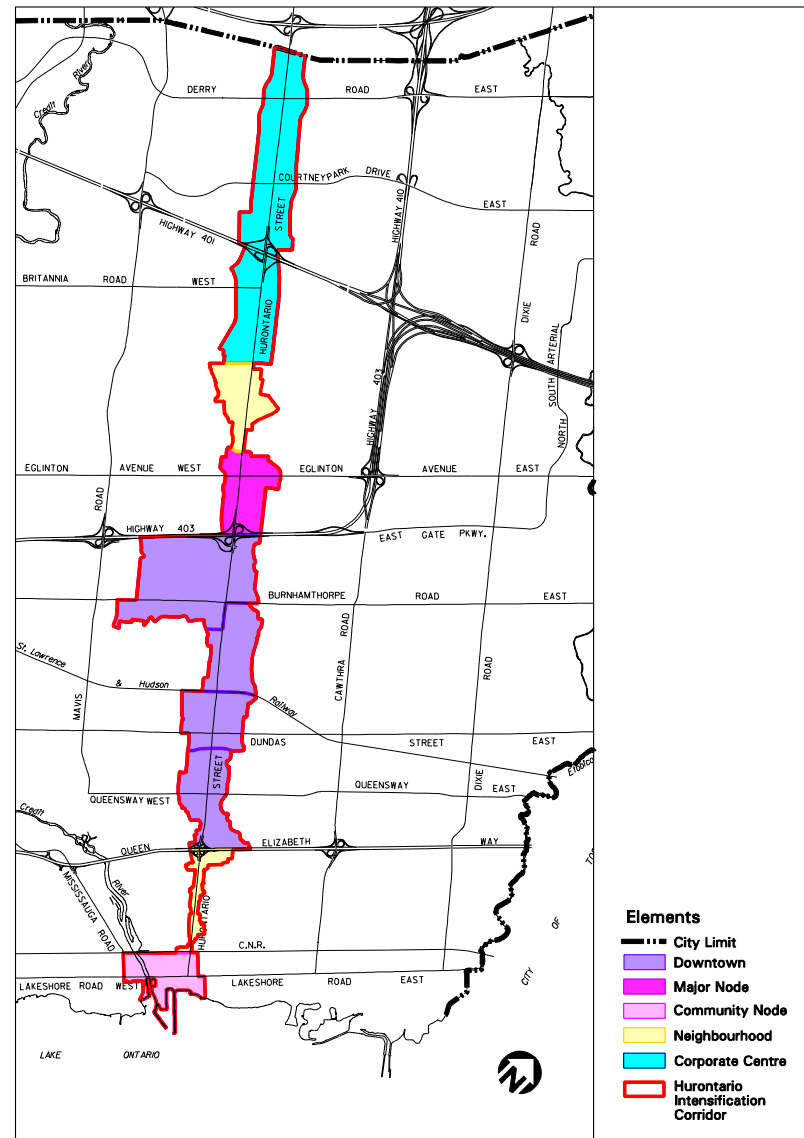 DERRY ROAD EAST
Credit River
COURTNEYPARK DRIVE EAST
HIGHWAY 401
HIGHWAY 410
STREET
HURONTARIO
BRITANNIA ROAD WEST
DIXIE ROAD
SOUTH ARTERIAL
NORTH
HIGHWAY 403
EGLINTON AVENUE WEST
EGLINTON AVENUE EAST
MAVIS ROAD
HIGHWAY 403
EAST GATE PKWY.
BURNHAMTHORPE ROAD EAST
CAWTHRA ROAD
DIXIE ROAD
St. Lawrence & Hudson Railway
DUNDAS STREET EAST
STREET
QUEENSWAY WEST
QUEENSWAY EAST
Credit River
QUEEN ELIZABETH WAY
MISSISSAUGA ROAD
HURONTARIO
C.N.R.
LAKESHORE ROAD WEST
LAKESHORE ROAD EAST
LAKE ONTARIO
CITY OF
N
Elements
City Limit
Downtown
Major Node
Community Node
Neighbourhood
Corporate Centre
Hurontario
Intensification
Corridor